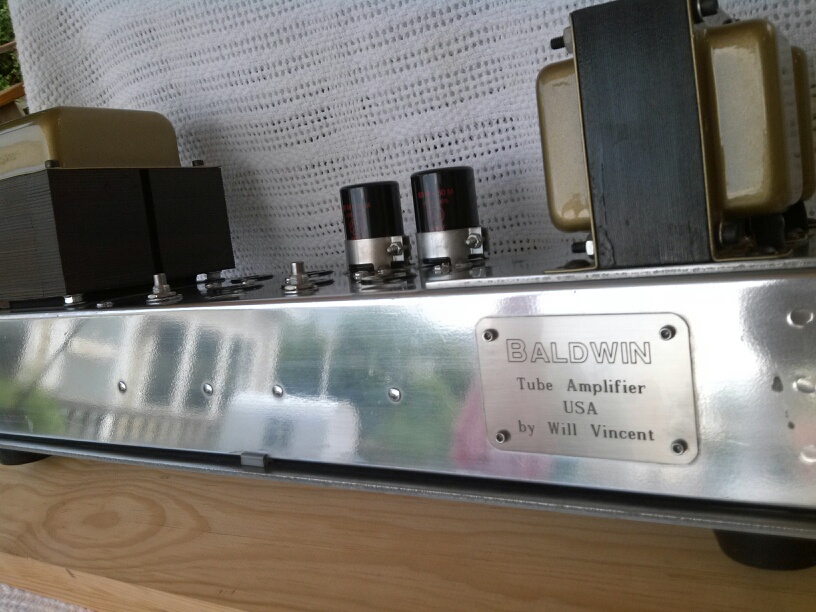 BALDWIN
Tube Amplifier
USA
by Will Vincent